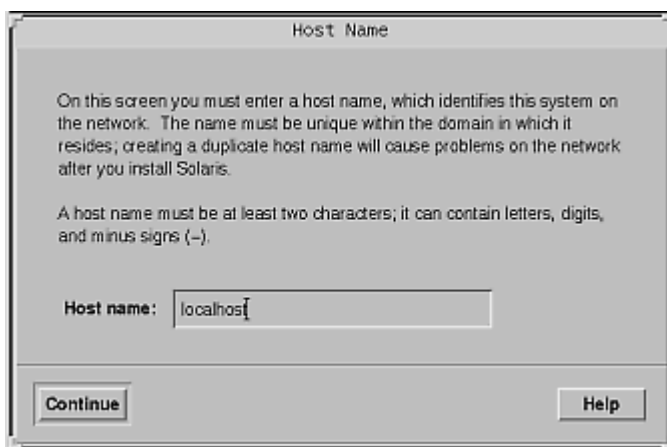 Host Name
On this screen you must enter a host name, which identifies this system on
the network. The name must be unique within the domain in which it
resides; creating a duplicate host name will cause problems on the network
after you install Solaris.
A host name must be at least two characters; it can contain letters, digits,
and minus signs (-).
Host name: localhost
Continue Help